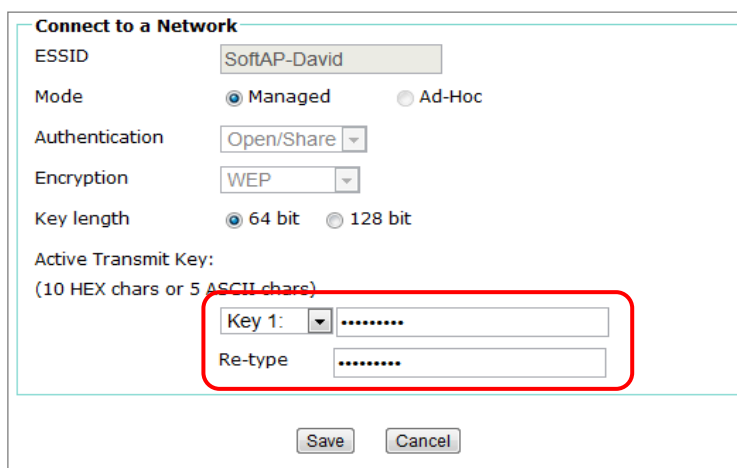 Connect to a Network
ESSID SoftAP-David
Mode Managed Ad-Hoc
Authentication Open/Share
Encryption WEP
Key length 64 bit 128 bit
Active Transmit Key:
(10 HEX chars or 5 ASCII chars)
Key 1: •••••••••
Re-type •••••••••
Save Cancel